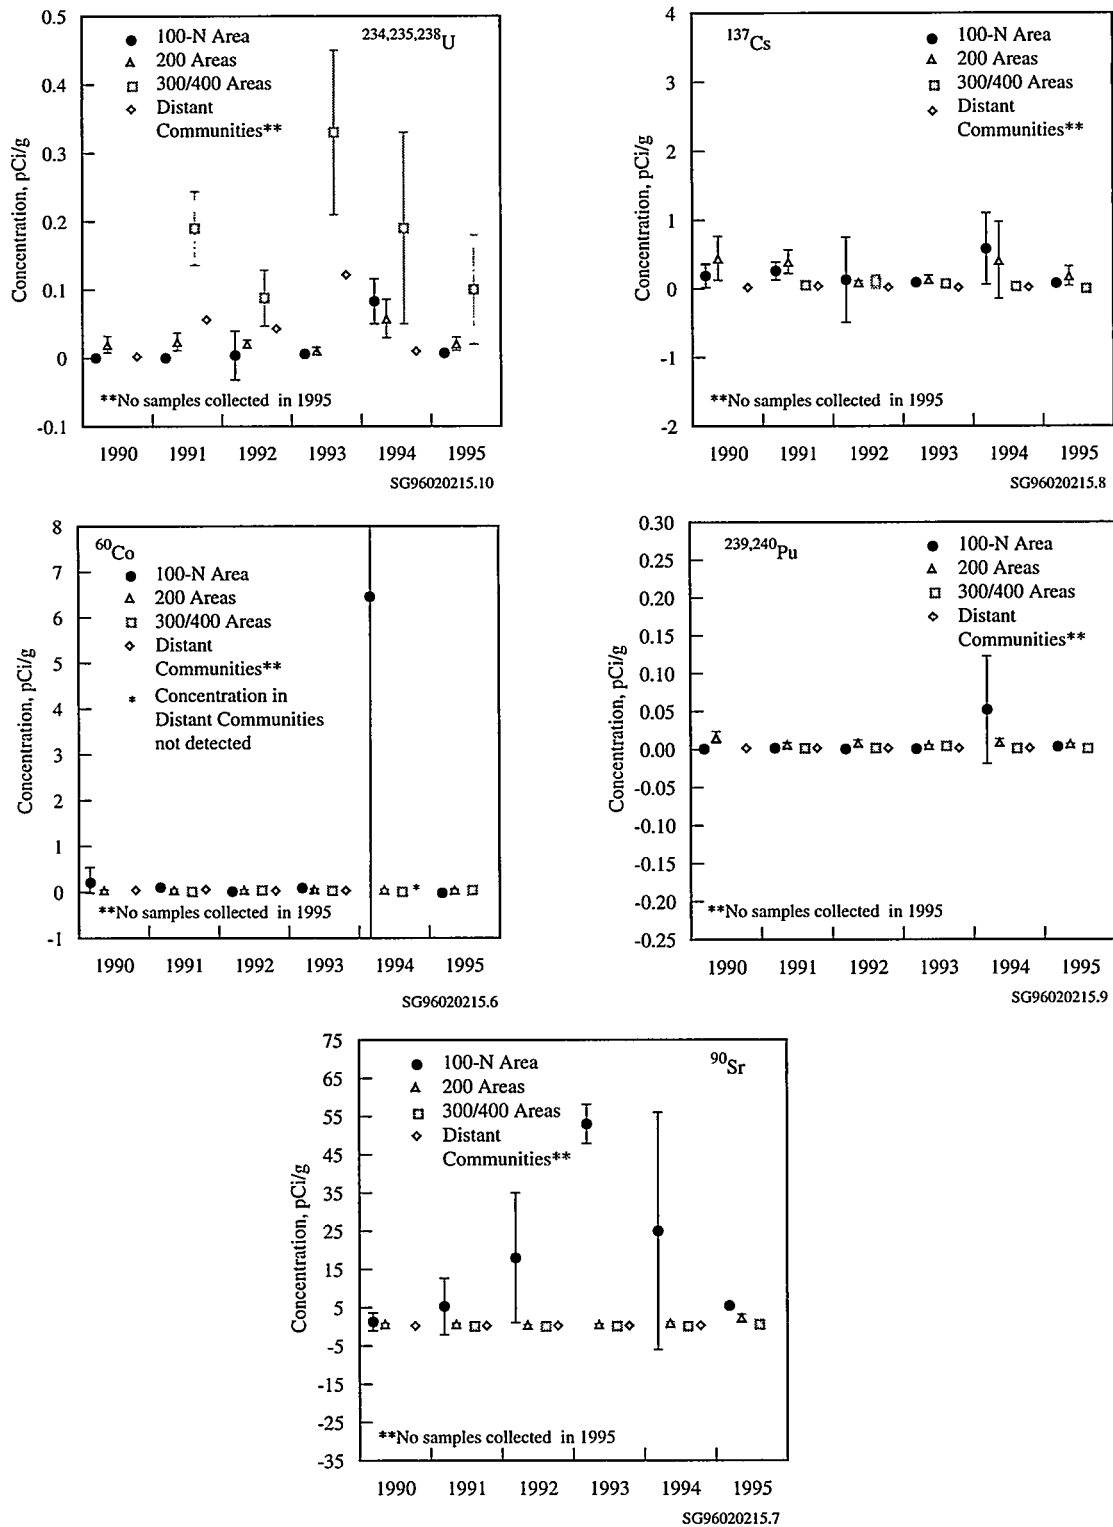 0.5
0.4
0.3
0.2
0.1
0
-0.1
Concentration, pCi/g
100-N Area
200 Areas
300/400 Areas
Distant
Communities**
234,235,238U
**No samples collected in 1995
1990 1991 1992 1993 1994 1995
SG96020215.10
4
3
2
1
0
-1
-2
Concentration, pCi/g
137Cs
100-N Area
200 Areas
300/400 Areas
Distant
Communities**
**No samples collected in 1995
1990 1991 1992 1993 1994 1995
SG96020215.8
8
7
6
5
4
3
2
1
0
-1
Concentration, pCi/g
60Co
100-N Area
200 Areas
300/400 Areas
Distant
Communities**
* Concentration in
Distant Communities
not detected
*
**No samples collected in 1995
1990 1991 1992 1993 1994 1995
SG96020215.6
0.30
0.25
0.20
0.15
0.10
0.05
0.00
-0.05
-0.10
-0.15
-0.20
-0.25
Concentration, pCi/g
239,240Pu
100-N Area
200 Areas
300/400 Areas
Distant
Communities**
**No samples collected in 1995
1990 1991 1992 1993 1994 1995
SG96020215.9
75
65
55
45
35
25
15
5
-5
-15
-25
-35
Concentration, pCi/g
100-N Area
200 Areas
300/400 Areas
Distant
Communities**
90Sr
**No samples collected in 1995
1990 1991 1992 1993 1994 1995
SG96020215.7